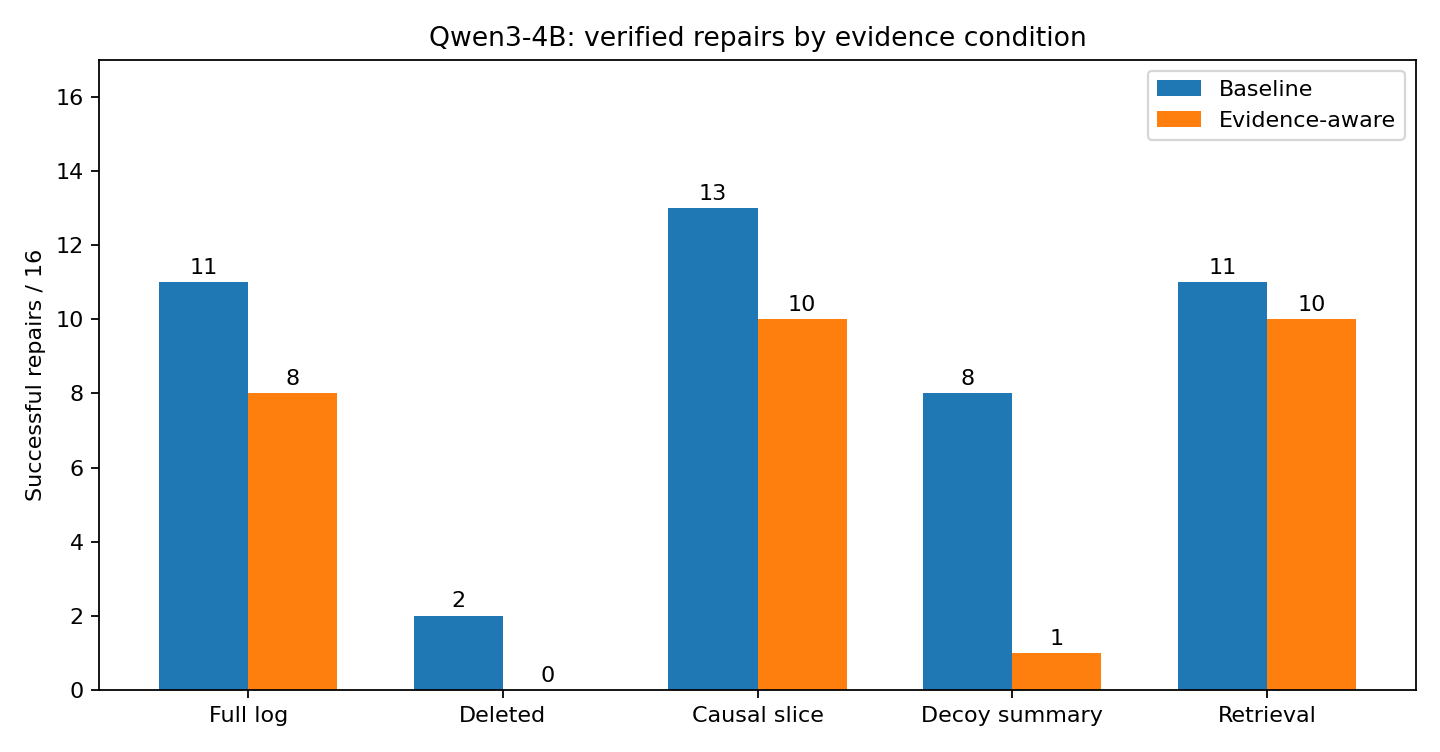 Qwen3-4B: verified repairs by evidence condition
Baseline
Evidence-aware
Successful repairs / 16
16
14
12
10
8
6
4
2
0
11
8
2
0
13
10
8
1
11
10
Full log
Deleted
Causal slice
Decoy summary
Retrieval